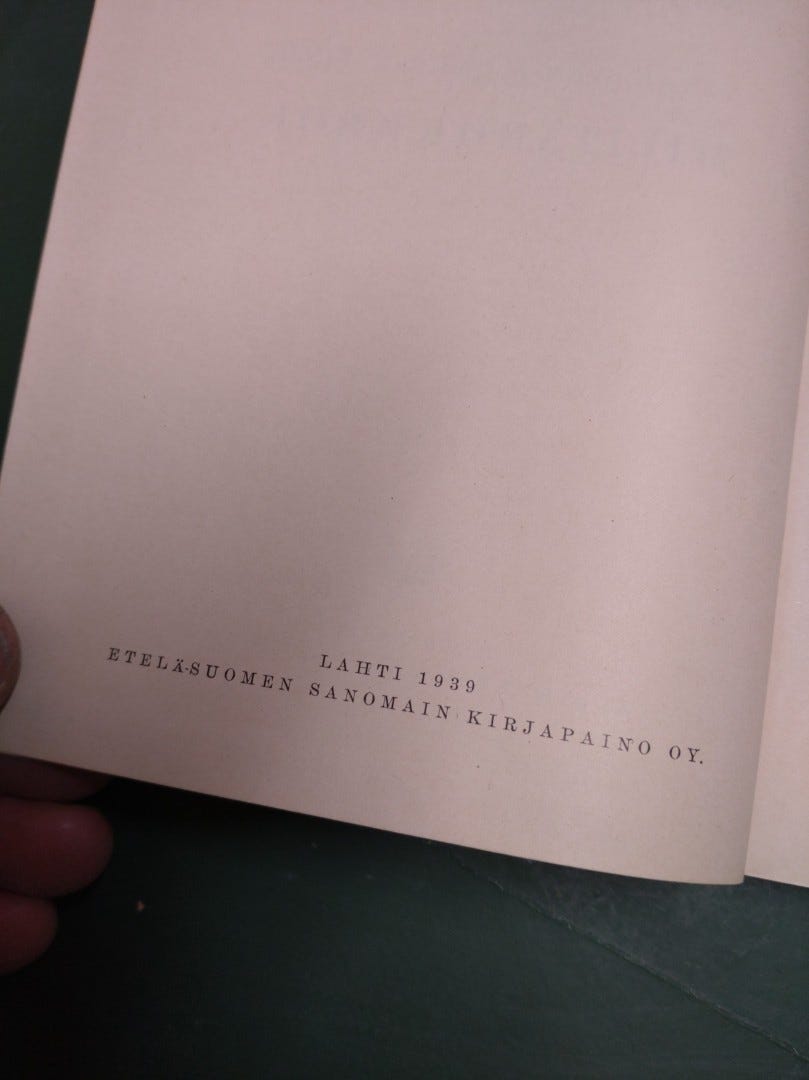 LAHTI 1939
ETELÄ-SUOMEN SANOMAIN KIRJAPAINO OY.